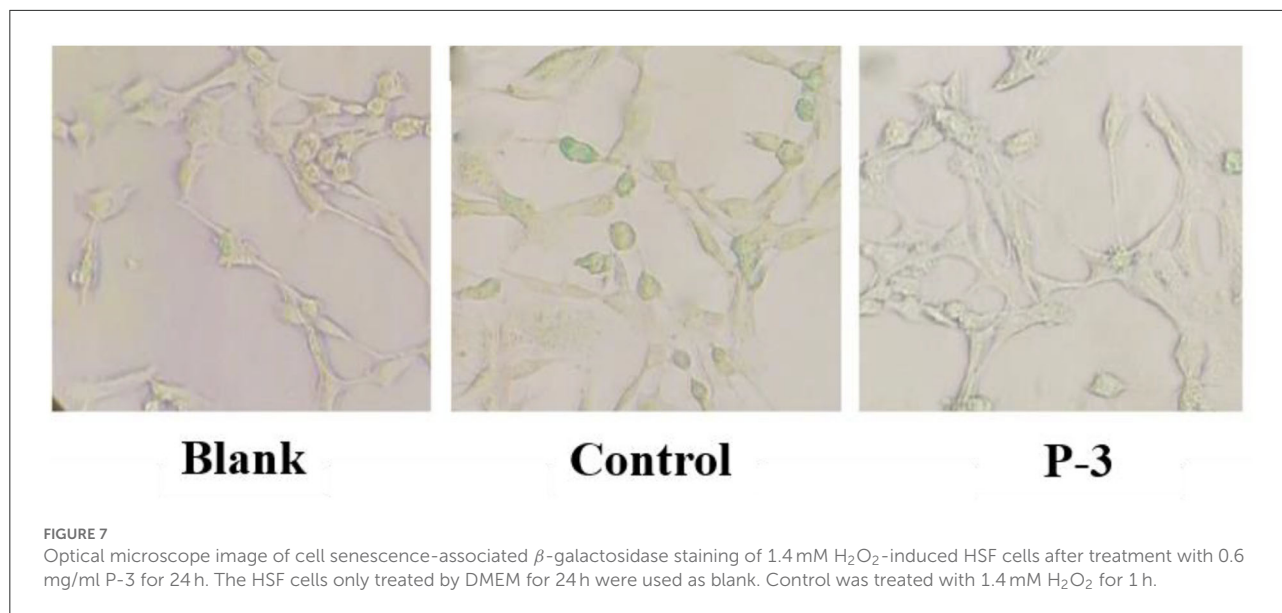 Blank Control P-3
FIGURE 7
Optical microscope image of cell senescence-associated β-galactosidase staining of 1.4 mM H₂O₂-induced HSF cells after treatment with 0.6
mg/ml P-3 for 24 h. The HSF cells only treated by DMEM for 24 h were used as blank. Control was treated with 1.4 mM H₂O₂ for 1 h.